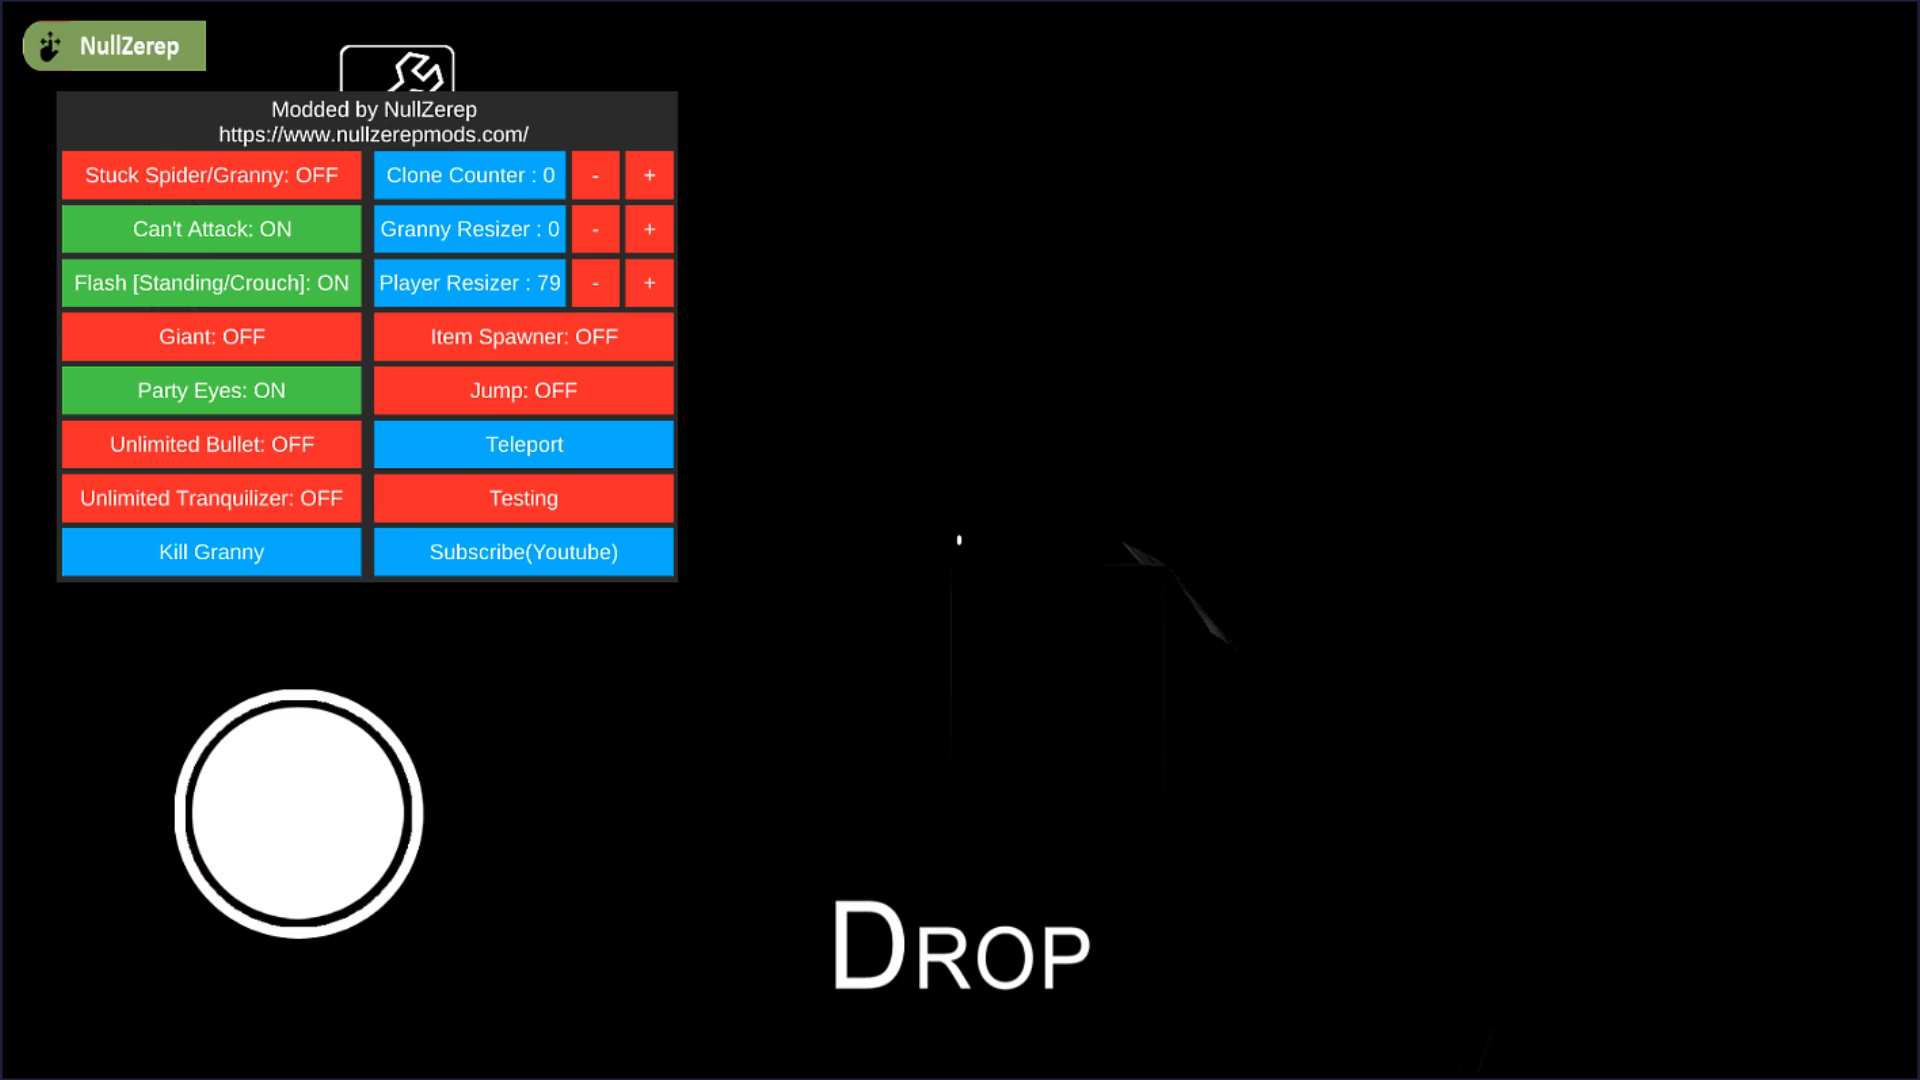 NullZerep
Modded by NullZerep
https://www.nullzerepmods.com/
Stuck Spider/Granny: OFF
Clone Counter : 0
-
+
Can't Attack: ON
Granny Resizer : 0
-
+
Flash [Standing/Crouch]: ON
Player Resizer : 79
-
+
Giant: OFF
Item Spawner: OFF
Party Eyes: ON
Jump: OFF
Unlimited Bullet: OFF
Teleport
Unlimited Tranquilizer: OFF
Testing
Kill Granny
Subscribe(Youtube)
DROP